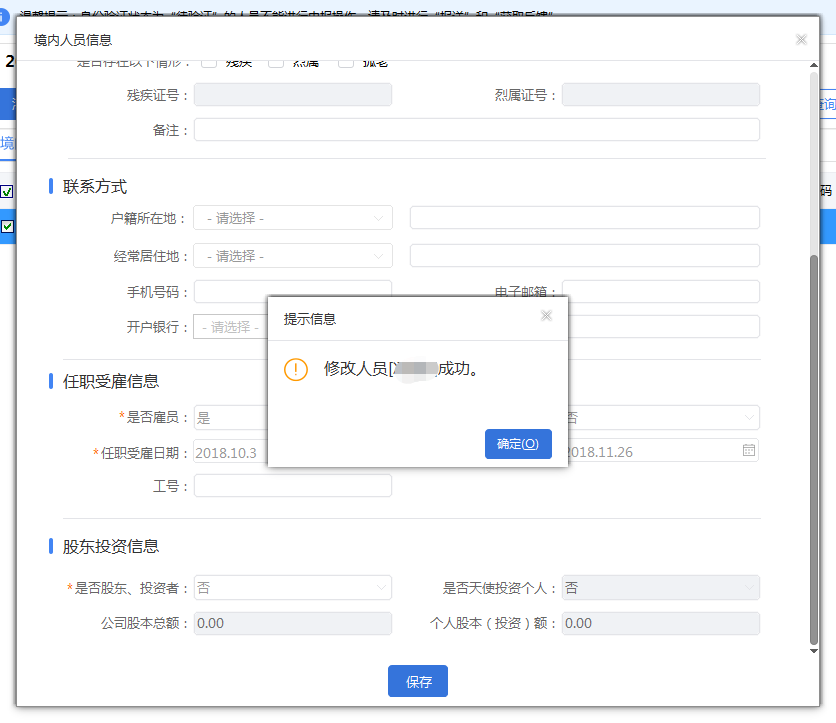 温馨提示：身份验证状态为“待验证”的人员不能进行申报操作，请及时进行“报送”和“获取反馈”
境内人员信息
2
是否存在以下情形： 残疾 烈属 孤老
残疾证号： 烈属证号：
查询
备注：
境
码
联系方式
户籍所在地： - 请选择 -
经常居住地： - 请选择 -
手机号码： 电子邮箱：
开户银行： - 请选择 -
提示信息
修改人员[ 成功。
确定(O)
任职受雇信息
*是否雇员： 是 否
*任职受雇日期： 2018.10.3 2018.11.26
工号：
股东投资信息
*是否股东、投资者： 否 是否天使投资个人： 否
公司股本总额： 0.00 个人股本（投资）额： 0.00
保存